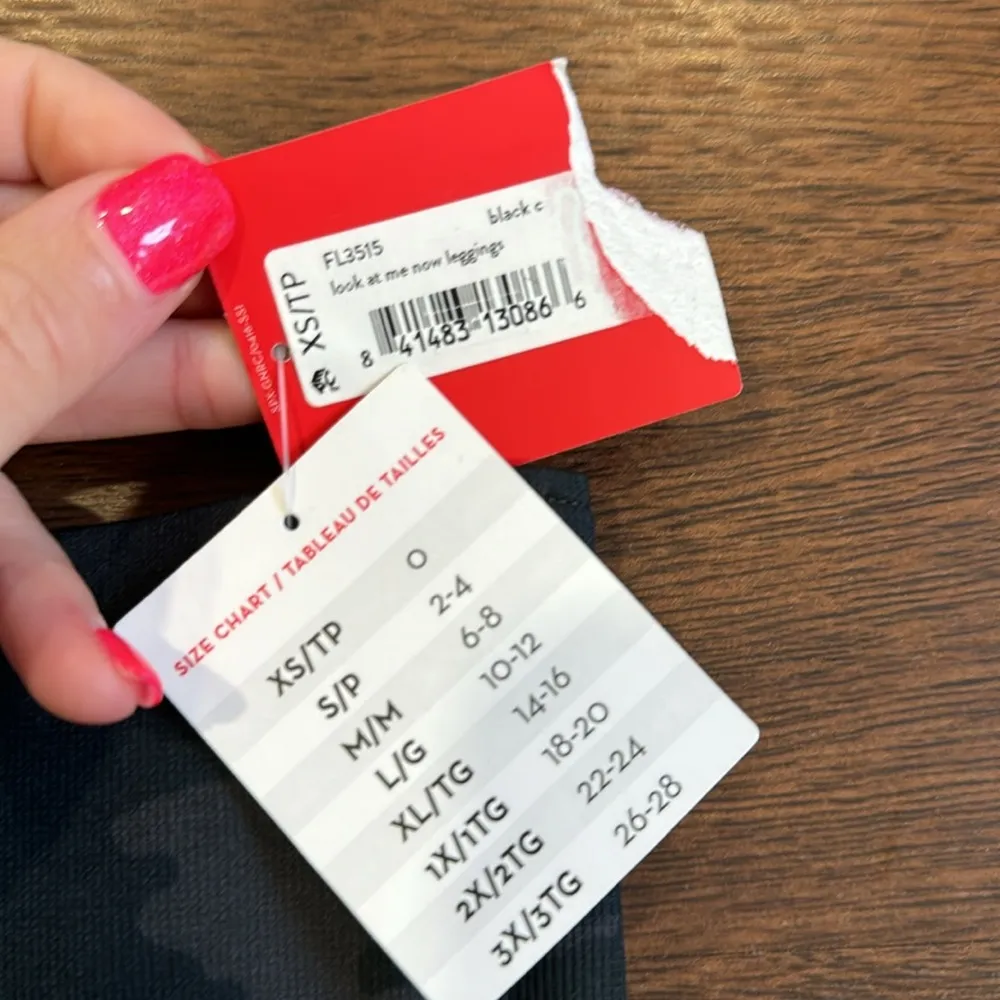 FL3515
black c
look at me now leggings
XS/TP
8 41483 13086 6
SIZE CHART / TABLEAU DE TAILLES
XS/TP 0
S/P 2-4
M/M 6-8
L/G 10-12
XL/TG 14-16
1X/1TG 18-20
2X/2TG 22-24
3X/3TG 26-28